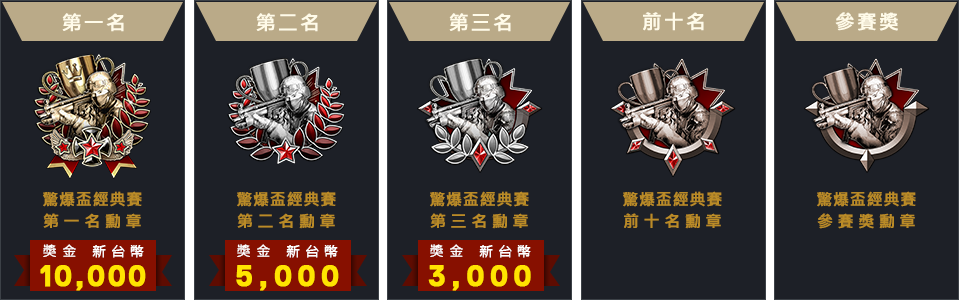 第一名
驚爆盃經典賽
第一名勳章
獎金 新台幣
10,000
第二名
驚爆盃經典賽
第二名勳章
獎金 新台幣
5,000
第三名
驚爆盃經典賽
第三名勳章
獎金 新台幣
3,000
前十名
驚爆盃經典賽
前十名勳章
參賽獎
驚爆盃經典賽
參賽獎勳章